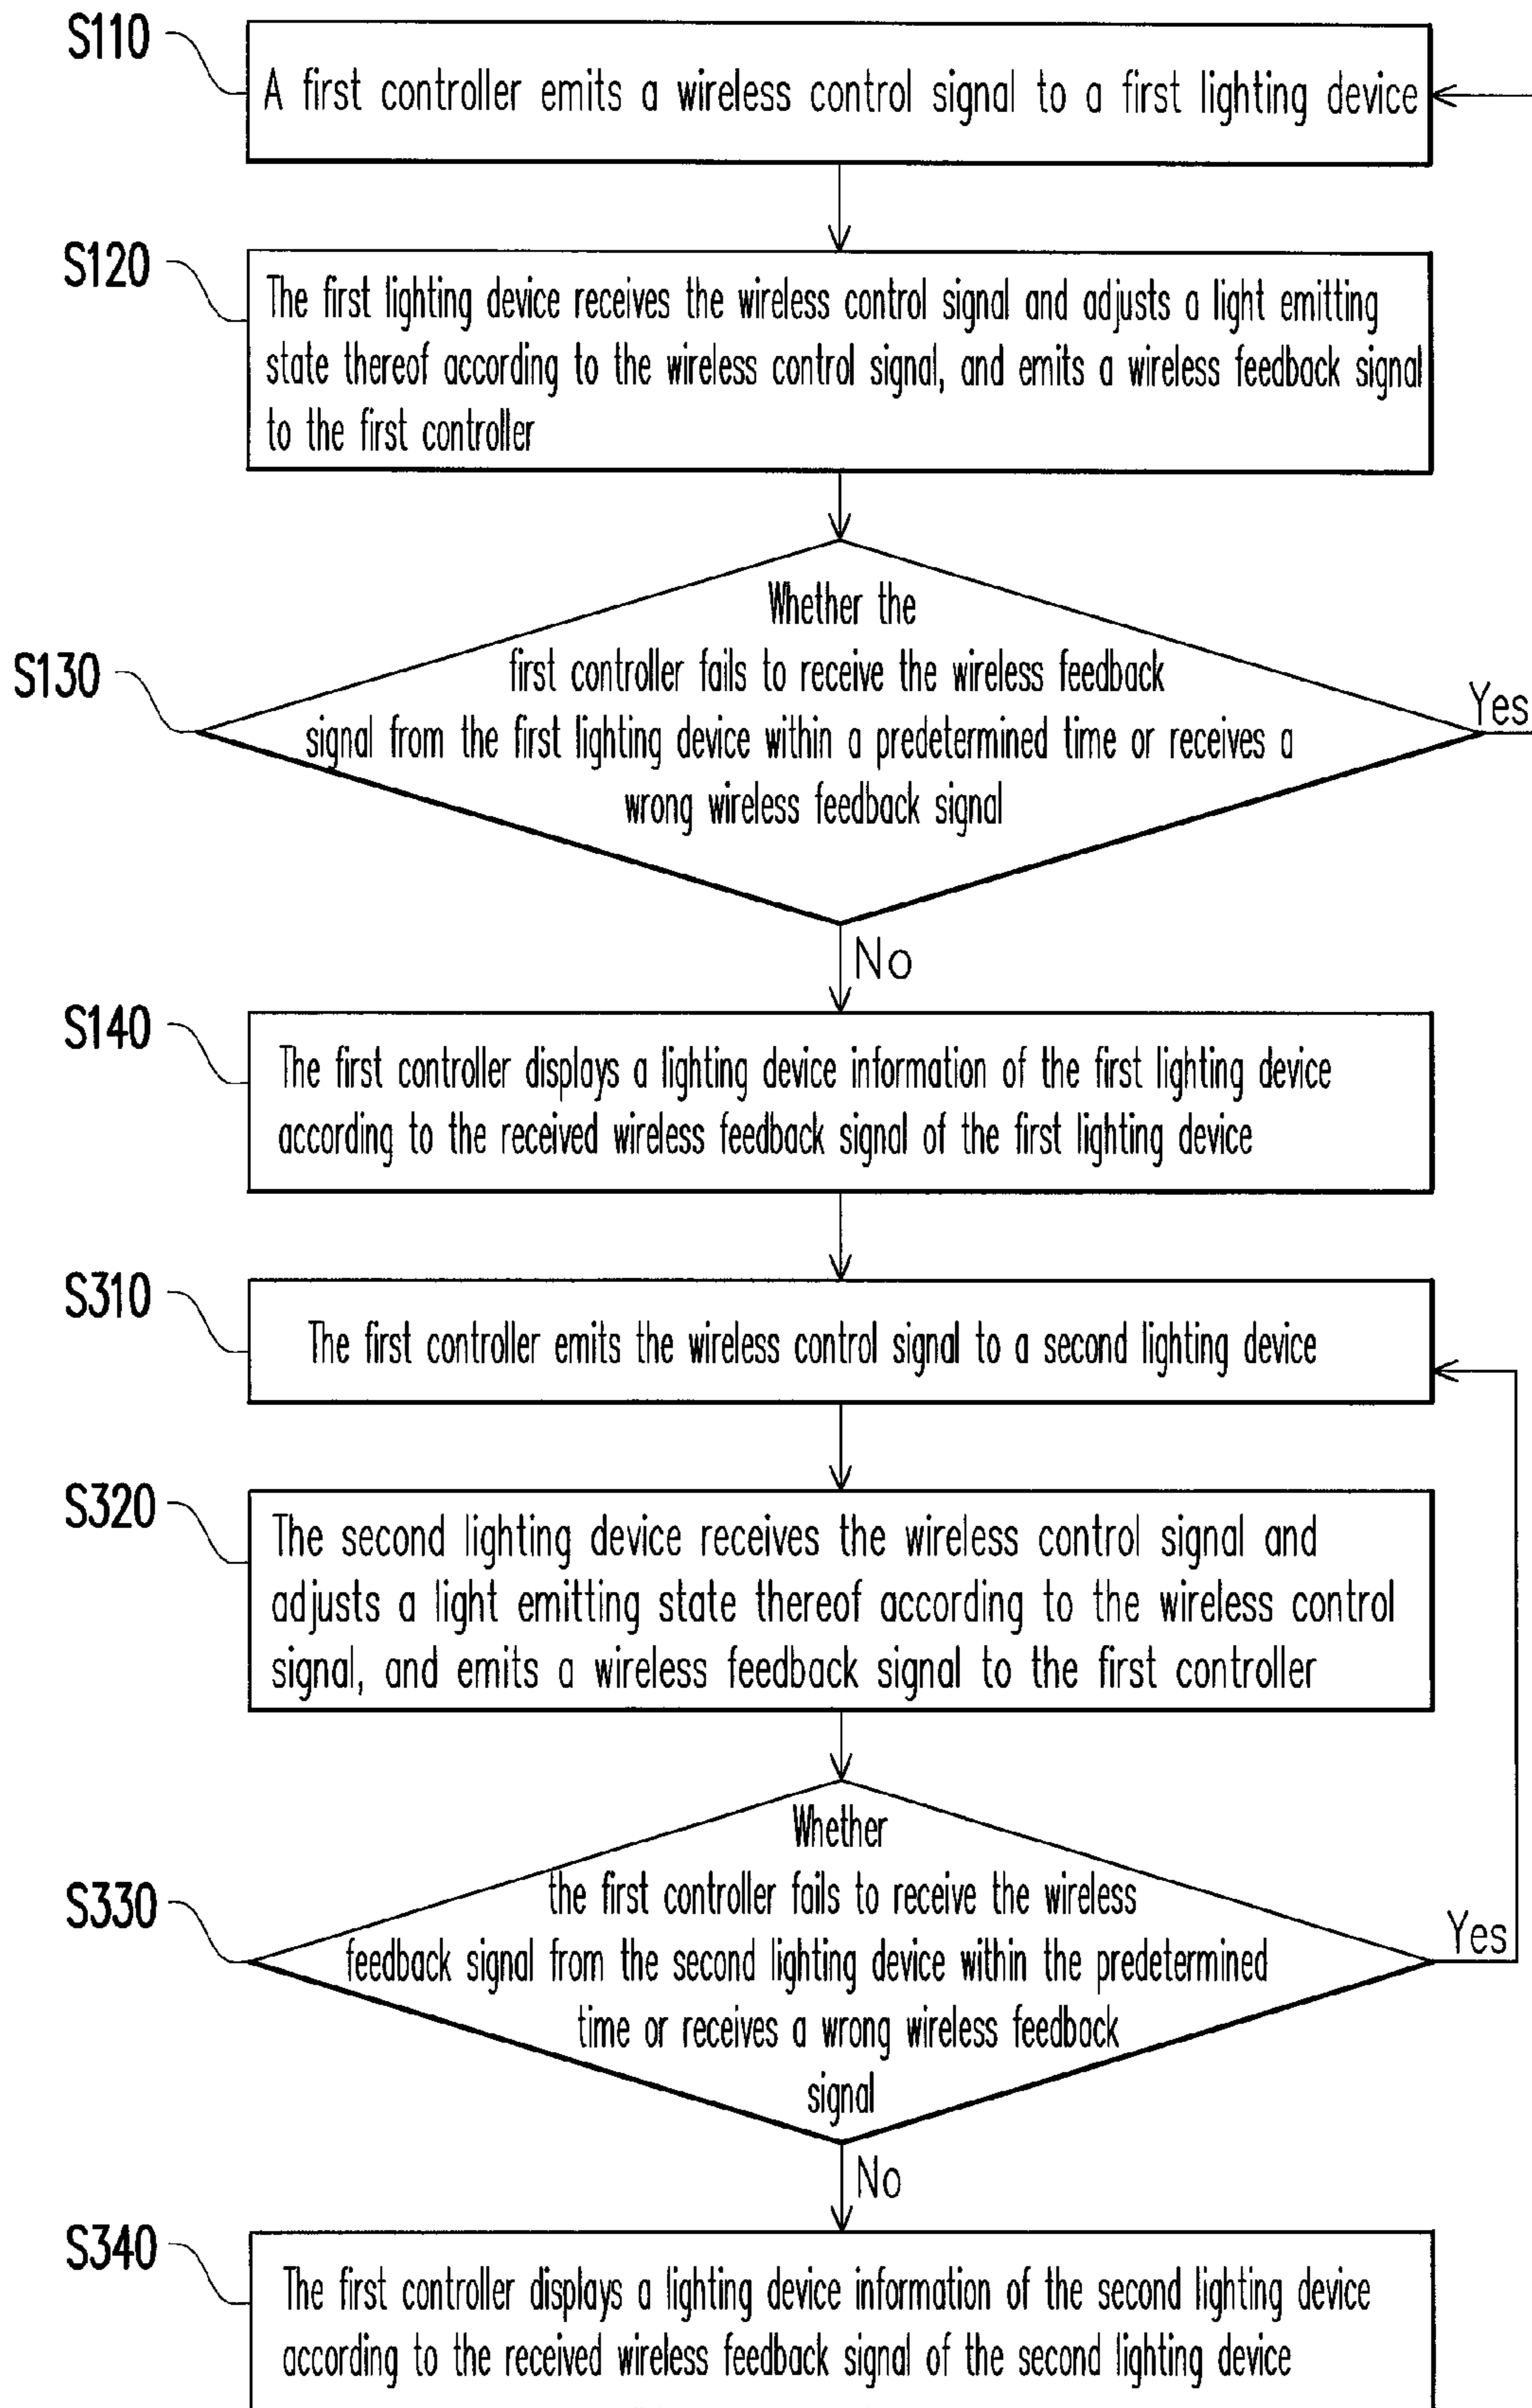 S110
A first controller emits a wireless control signal to a first lighting device
S120
The first lighting device receives the wireless control signal and adjusts a light emitting
state thereof according to the wireless control signal, and emits a wireless feedback signal
to the first controller
S130
Whether the
first controller fails to receive the wireless feedback
signal from the first lighting device within a predetermined time or receives a
wrong wireless feedback signal
Yes
No
S140
The first controller displays a lighting device information of the first lighting device
according to the received wireless feedback signal of the first lighting device
S310
The first controller emits the wireless control signal to a second lighting device
S320
The second lighting device receives the wireless control signal and
adjusts a light emitting state thereof according to the wireless control
signal, and emits a wireless feedback signal to the first controller
S330
Whether
the first controller fails to receive the wireless
feedback signal from the second lighting device within the predetermined
time or receives a wrong wireless feedback
signal
Yes
No
S340
The first controller displays a lighting device information of the second lighting device
according to the received wireless feedback signal of the second lighting device